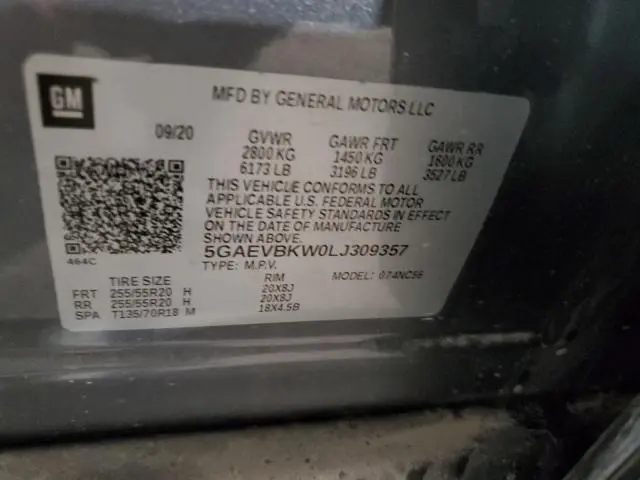 GM
MFD BY GENERAL MOTORS LLC
09/20 GVWR GAWR FRT GAWR RR
2800 KG 1450 KG 1600 KG
6173 LB 3196 LB 3527 LB
THIS VEHICLE CONFORMS TO ALL
APPLICABLE U.S. FEDERAL MOTOR
VEHICLE SAFETY STANDARDS IN EFFECT
ON THE DATE OF MANUFACTURE
SHOWN ABOVE.
464C
5GAEVBKW0LJ309357
TYPE: M.P.V. MODEL: 074NC56
TIRE SIZE RIM
FRT 255/55R20 H 20X8J
RR 255/55R20 H 20X8J
SPA T135/70R18 M 18X4.5B